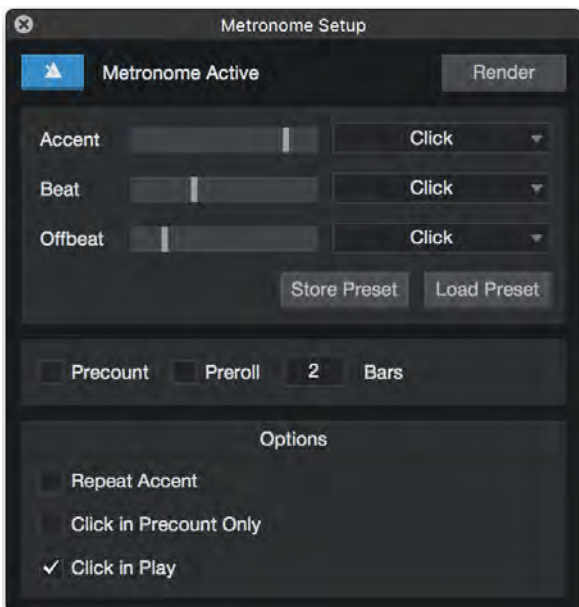 Metronome Setup
Metronome Active Render
Accent Click
Beat Click
Offbeat Click
Store Preset Load Preset
Precount Preroll 2 Bars
Options
Repeat Accent
Click in Precount Only
Click in Play